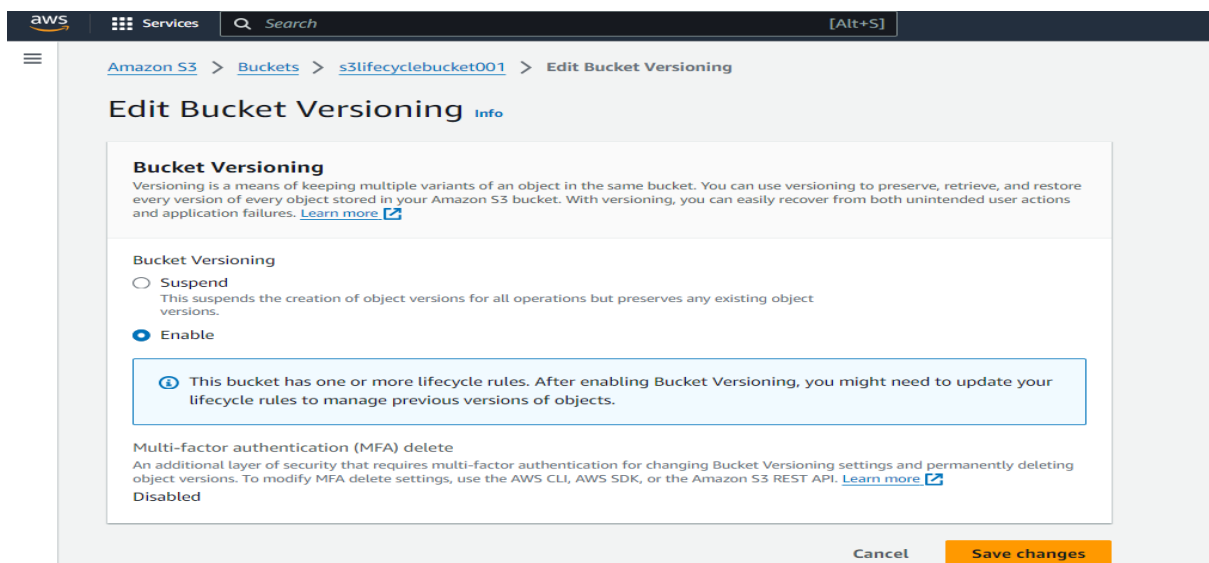 aws
Services
Search
[Alt+S]
Amazon S3 > Buckets > s3lifecyclebucket001 > Edit Bucket Versioning
Edit Bucket Versioning Info
Bucket Versioning
Versioning is a means of keeping multiple variants of an object in the same bucket. You can use versioning to preserve, retrieve, and restore
every version of every object stored in your Amazon S3 bucket. With versioning, you can easily recover from both unintended user actions
and application failures. Learn more
Bucket Versioning
Suspend
This suspends the creation of object versions for all operations but preserves any existing object
versions.
Enable
This bucket has one or more lifecycle rules. After enabling Bucket Versioning, you might need to update your
lifecycle rules to manage previous versions of objects.
Multi-factor authentication (MFA) delete
An additional layer of security that requires multi-factor authentication for changing Bucket Versioning settings and permanently deleting
object versions. To modify MFA delete settings, use the AWS CLI, AWS SDK, or the Amazon S3 REST API. Learn more
Disabled
Cancel
Save changes